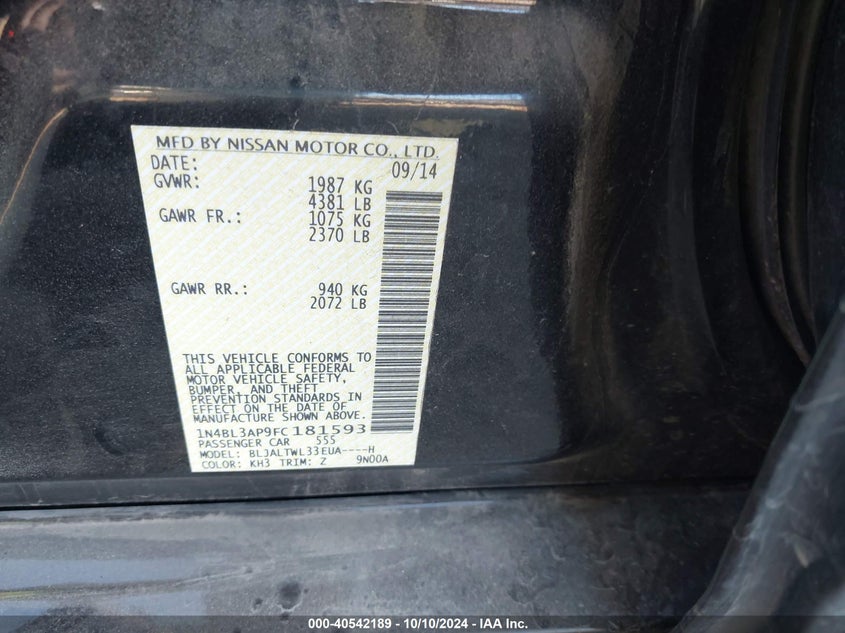 MFD BY NISSAN MOTOR CO., LTD.
DATE: 09/14
GVWR: 1987 KG
4381 LB
GAWR FR.: 1075 KG
2370 LB
GAWR RR.: 940 KG
2072 LB
THIS VEHICLE CONFORMS TO
ALL APPLICABLE FEDERAL
MOTOR VEHICLE SAFETY,
BUMPER, AND THEFT
PREVENTION STANDARDS IN
EFFECT ON THE DATE OF
MANUFACTURE SHOWN ABOVE.
1N4BL3AP9FC181593
PASSENGER CAR 555
MODEL: BLJALTWL33EUA----H
COLOR: KH3 TRIM: Z 9N00A
000-40542189 - 10/10/2024 - IAA Inc.